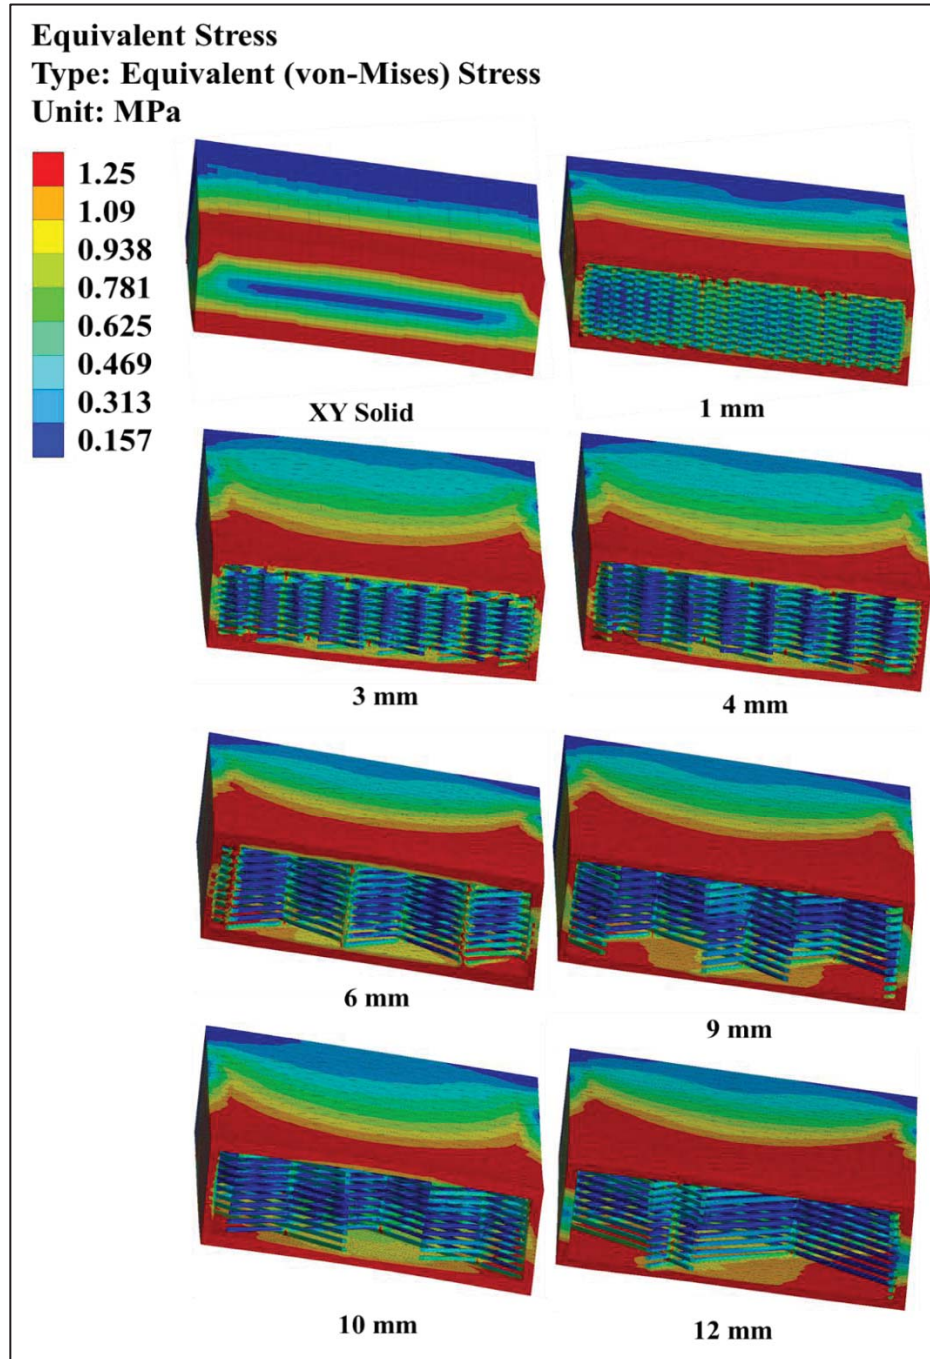 Equivalent Stress
Type: Equivalent (von-Mises) Stress
Unit: MPa
1.25
1.09
0.938
0.781
0.625
0.469
0.313
0.157
XY Solid
1 mm
3 mm
4 mm
6 mm
9 mm
10 mm
12 mm